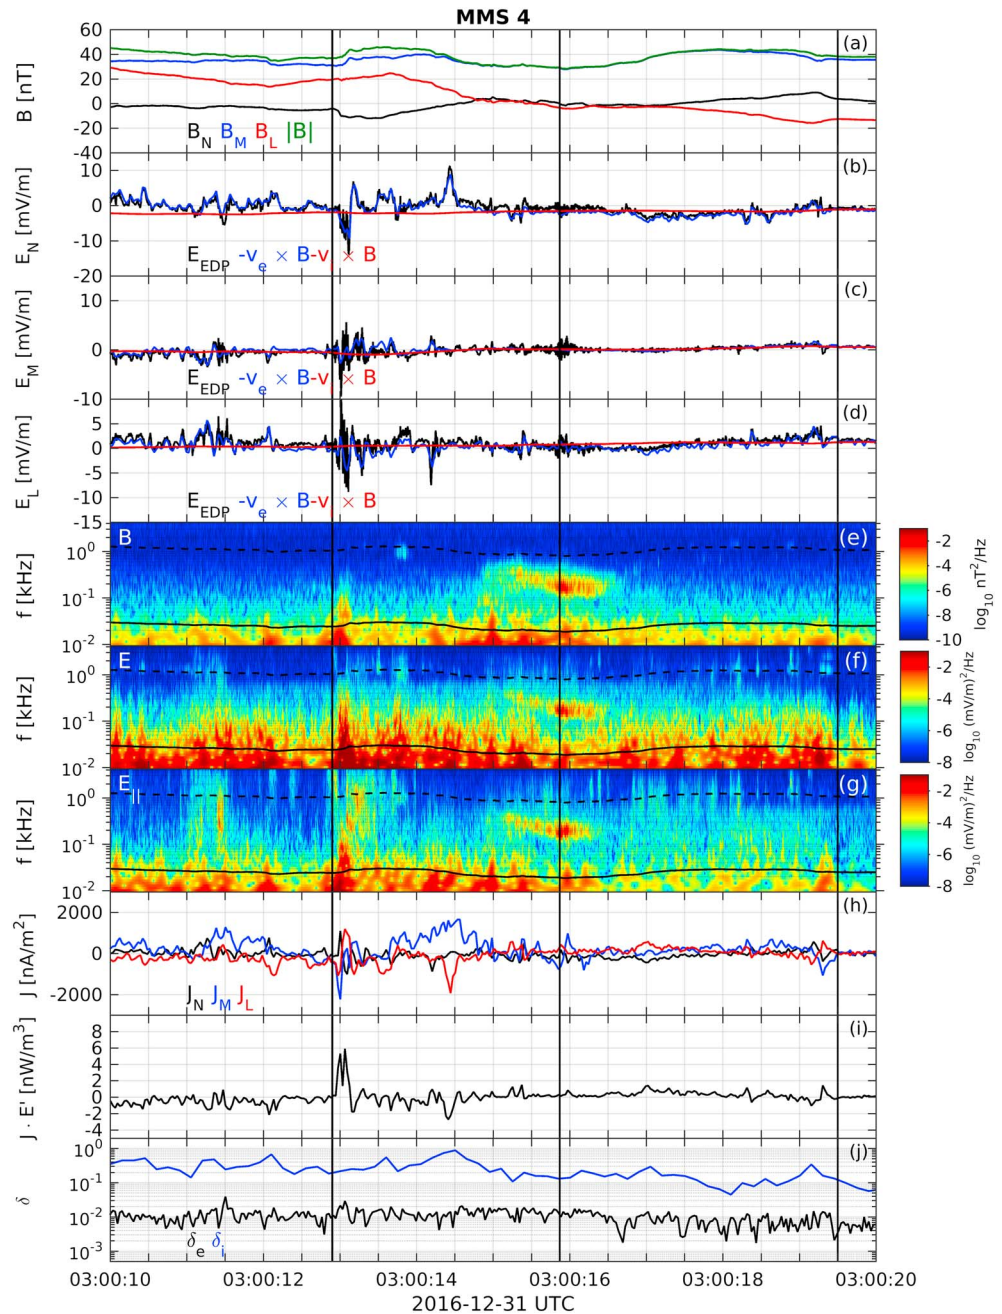 MMS 4
60
40
20
0
-20
-40
B [nT]
(a)
B_N B_M B_L |B|
10
0
-10
-20
E_N [mV/m]
(b)
E_EDP -v_e × B -v_i × B
10
0
-10
E_M [mV/m]
(c)
E_EDP -v_e × B -v_i × B
5
0
-5
-10
-15
E_L [mV/m]
(d)
E_EDP -v_e × B -v_i × B
B
(e)
10^0
10^-1
10^-2
f [kHz]
-2
-4
-6
-8
-10
log_10 nT^2/Hz
E
(f)
10^0
10^-1
10^-2
f [kHz]
-2
-4
-6
-8
log_10 (mV/m)^2/Hz
E_||
(g)
10^0
10^-1
10^-2
f [kHz]
-2
-4
-6
-8
log_10 (mV/m)^2/Hz
2000
0
-2000
J [nA/m^2]
(h)
J_N J_M J_L
8
6
4
2
0
-2
-4
J · E' [nW/m^3]
(i)
10^0
10^-1
10^-2
10^-3
δ
(j)
δ_e δ_i
03:00:10 03:00:12 03:00:14 03:00:16 03:00:18 03:00:20
2016-12-31 UTC